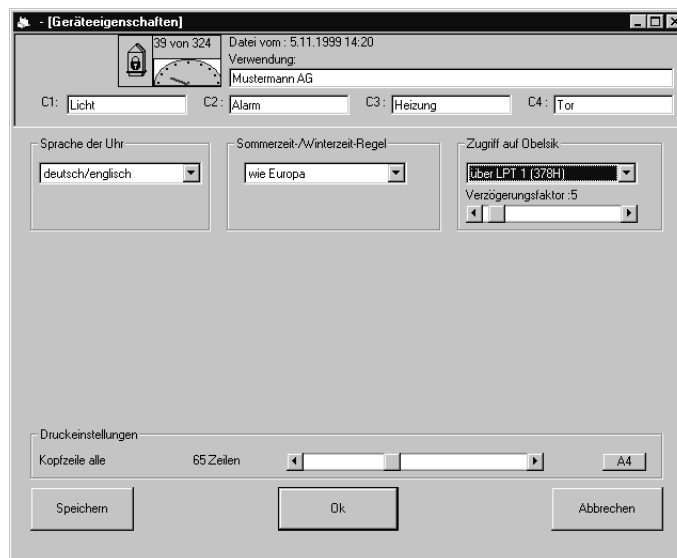 - [Geräteeigenschaften]
39 von 324
Datei vom : 5.11.1999 14:20
Verwendung:
Mustermann AG
C1: Licht C2 : Alarm C3 : Heizung C4 : Tor
Sprache der Uhr
deutsch/englisch
Sommerzeit-/Winterzeit-Regel
wie Europa
Zugriff auf Obelsik
über LPT 1 (378H)
Verzögerungsfaktor :5
Druckeinstellungen
Kopfzeile alle 65 Zeilen A4
Speichern Ok Abbrechen